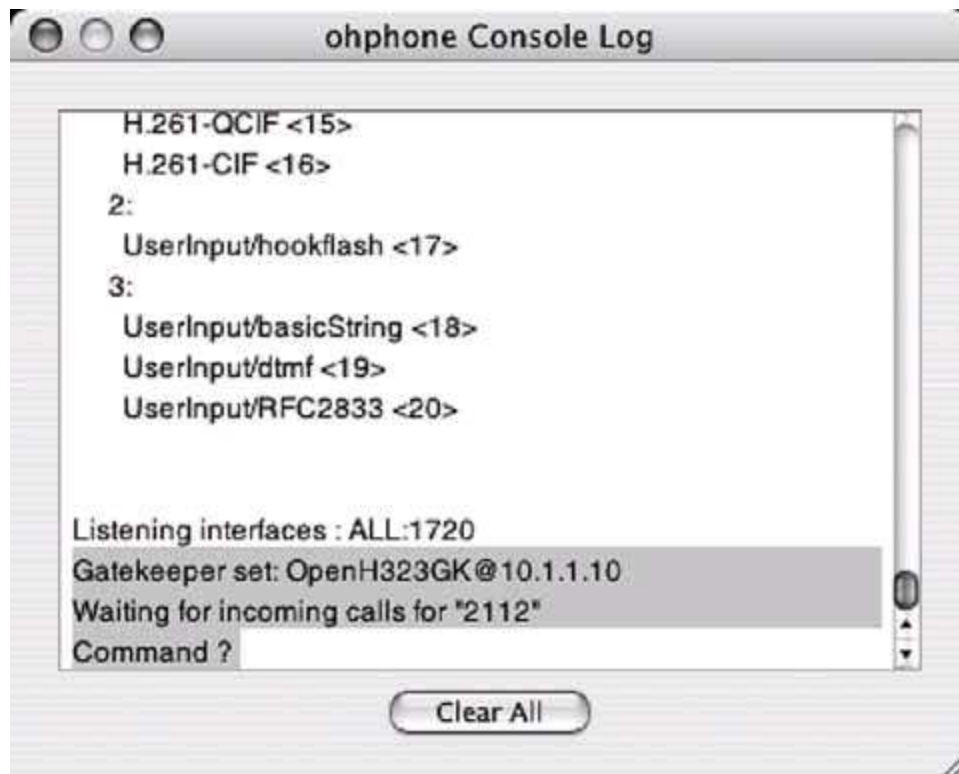 ohphone Console Log
H.261-QCIF <15>
H.261-CIF <16>
2:
UserInput/hookflash <17>
3:
UserInput/basicString <18>
UserInput/dtmf <19>
UserInput/RFC2833 <20>
Listening interfaces : ALL:1720
Gatekeeper set: OpenH323GK@10.1.1.10
Waiting for incoming calls for "2112"
Command ?
Clear All